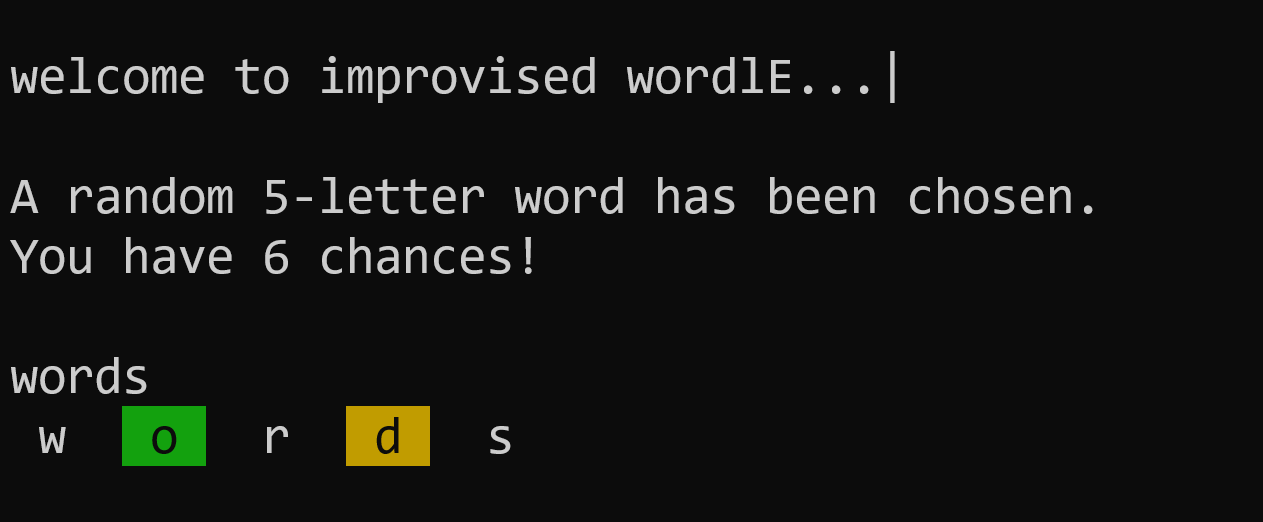 welcome to improvised wordlE...|
A random 5-letter word has been chosen.
You have 6 chances!
words
w o r d s